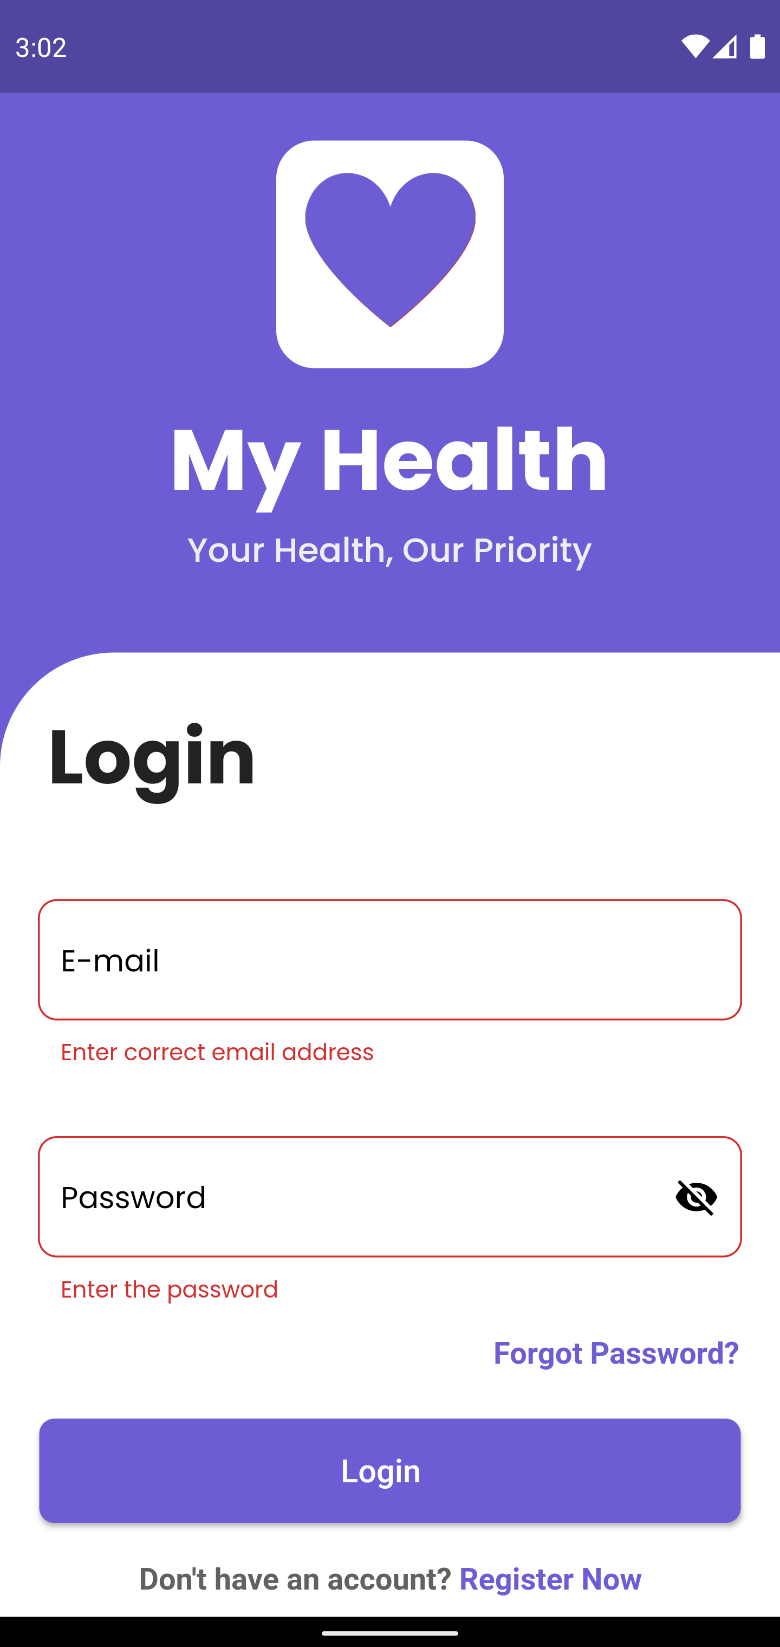 3:02
My Health
Your Health, Our Priority
Login
E-mail
Enter correct email address
Password
Enter the password
Forgot Password?
Login
Don't have an account? Register Now